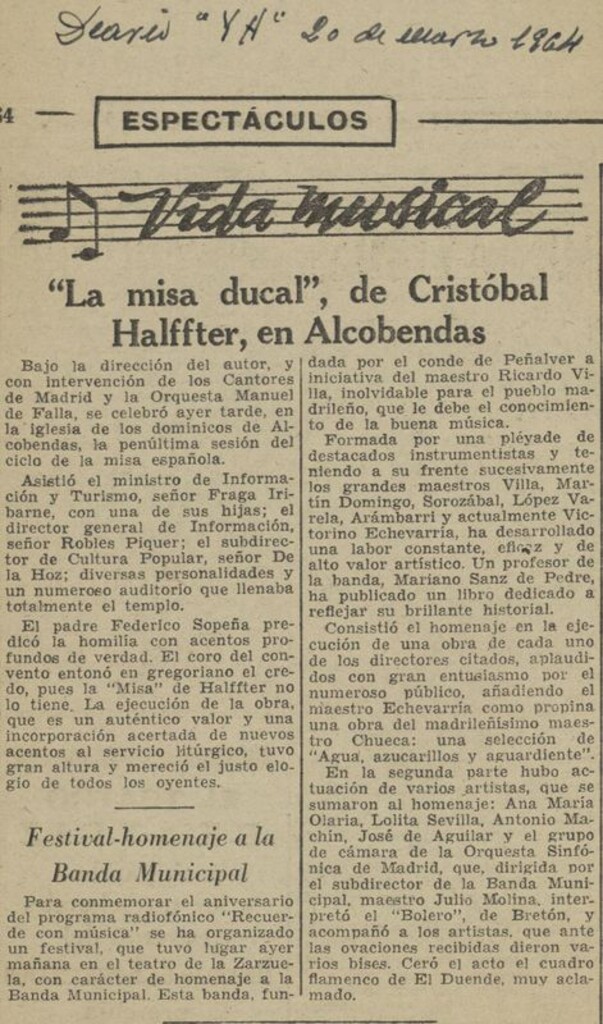 Diario "YA" 20 de marzo 1964
64
ESPECTÁCULOS
Vida musical
"La misa ducal", de Cristóbal
Halffter, en Alcobendas
Bajo la dirección del autor, y
con intervención de los Cantores
de Madrid y la Orquesta Manuel
de Falla, se celebró ayer tarde, en
la iglesia de los dominicos de Al-
cobendas, la penúltima sesión del
ciclo de la misa española.
Asistió el ministro de Informa-
ción y Turismo, señor Fraga Iri-
barne, con una de sus hijas; el
director general de Información,
señor Robles Piquer; el subdirec-
tor de Cultura Popular, señor De
la Hoz; diversas personalidades y
un numeroso auditorio que llenaba
totalmente el templo.
El padre Federico Sopeña pre-
dicó la homilía con acentos pro-
fundos de verdad. El coro del con-
vento entonó en gregoriano el cre-
do, pues la "Misa" de Halffter no
lo tiene. La ejecución de la obra,
que es un auténtico valor y una
incorporación acertada de nuevos
acentos al servicio litúrgico, tuvo
gran altura y mereció el justo elo-
gio de todos los oyentes.
Festival-homenaje a la
Banda Municipal
Para conmemorar el aniversario
del programa radiofónico "Recuer-
de con música" se ha organizado
un festival, que tuvo lugar ayer
mañana en el teatro de la Zarzue-
la, con carácter de homenaje a la
Banda Municipal. Esta banda, fun-
dada por el conde de Peñalver a
iniciativa del maestro Ricardo Vi-
lla, inolvidable para el pueblo ma-
drileño, que le debe el conocimien-
to de la buena música.
Formada por una pléyade de
destacados instrumentistas y te-
niendo a su frente sucesivamente
los grandes maestros Villa, Mar-
tín Domingo, Sorozábal, López Va-
rela, Arámbarri y actualmente Vic-
torino Echevarría, ha desarrollado
una labor constante, eficaz y de
alto valor artístico. Un profesor de
la banda, Mariano Sanz de Pedre,
ha publicado un libro dedicado a
reflejar su brillante historial.
Consistió el homenaje en la eje-
cución de una obra de cada uno
de los directores citados, aplaudi-
dos con gran entusiasmo por el
numeroso público, añadiendo el
maestro Echevarría como propina
una obra del madrileñísimo maes-
tro Chueca: una selección de
"Agua, azucarillos y aguardiente".
En la segunda parte hubo ac-
tuación de varios artistas, que se
sumaron al homenaje: Ana María
Olaria, Lolita Sevilla, Antonio Ma-
chin, José de Aguilar y el grupo
de cámara de la Orquesta Sinfó-
nica de Madrid, que, dirigida por
el subdirector de la Banda Muni-
cipal, maestro Julio Molina, inter-
pretó el "Bolero", de Bretón, y
acompañó a los artistas, que ante
las ovaciones recibidas dieron va-
rios bises. Ceró el acto el cuadro
flamenco de El Duende, muy acla-
mado.